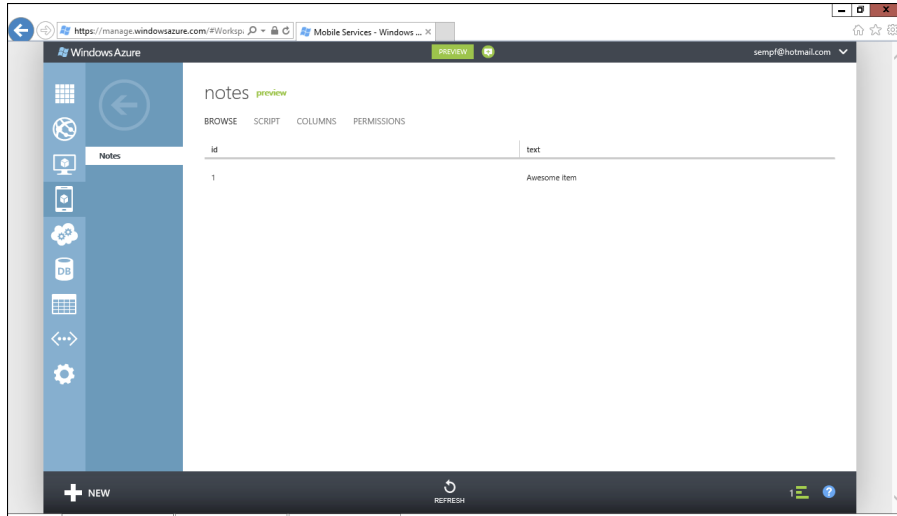 https://manage.windowsazure.com/#Worksp
Mobile Services - Windows ...
Windows Azure
PREVIEW
sempf@hotmail.com
notes preview
BROWSE SCRIPT COLUMNS PERMISSIONS
Notes
id text
1 Awesome item
DB
NEW
REFRESH
1
?